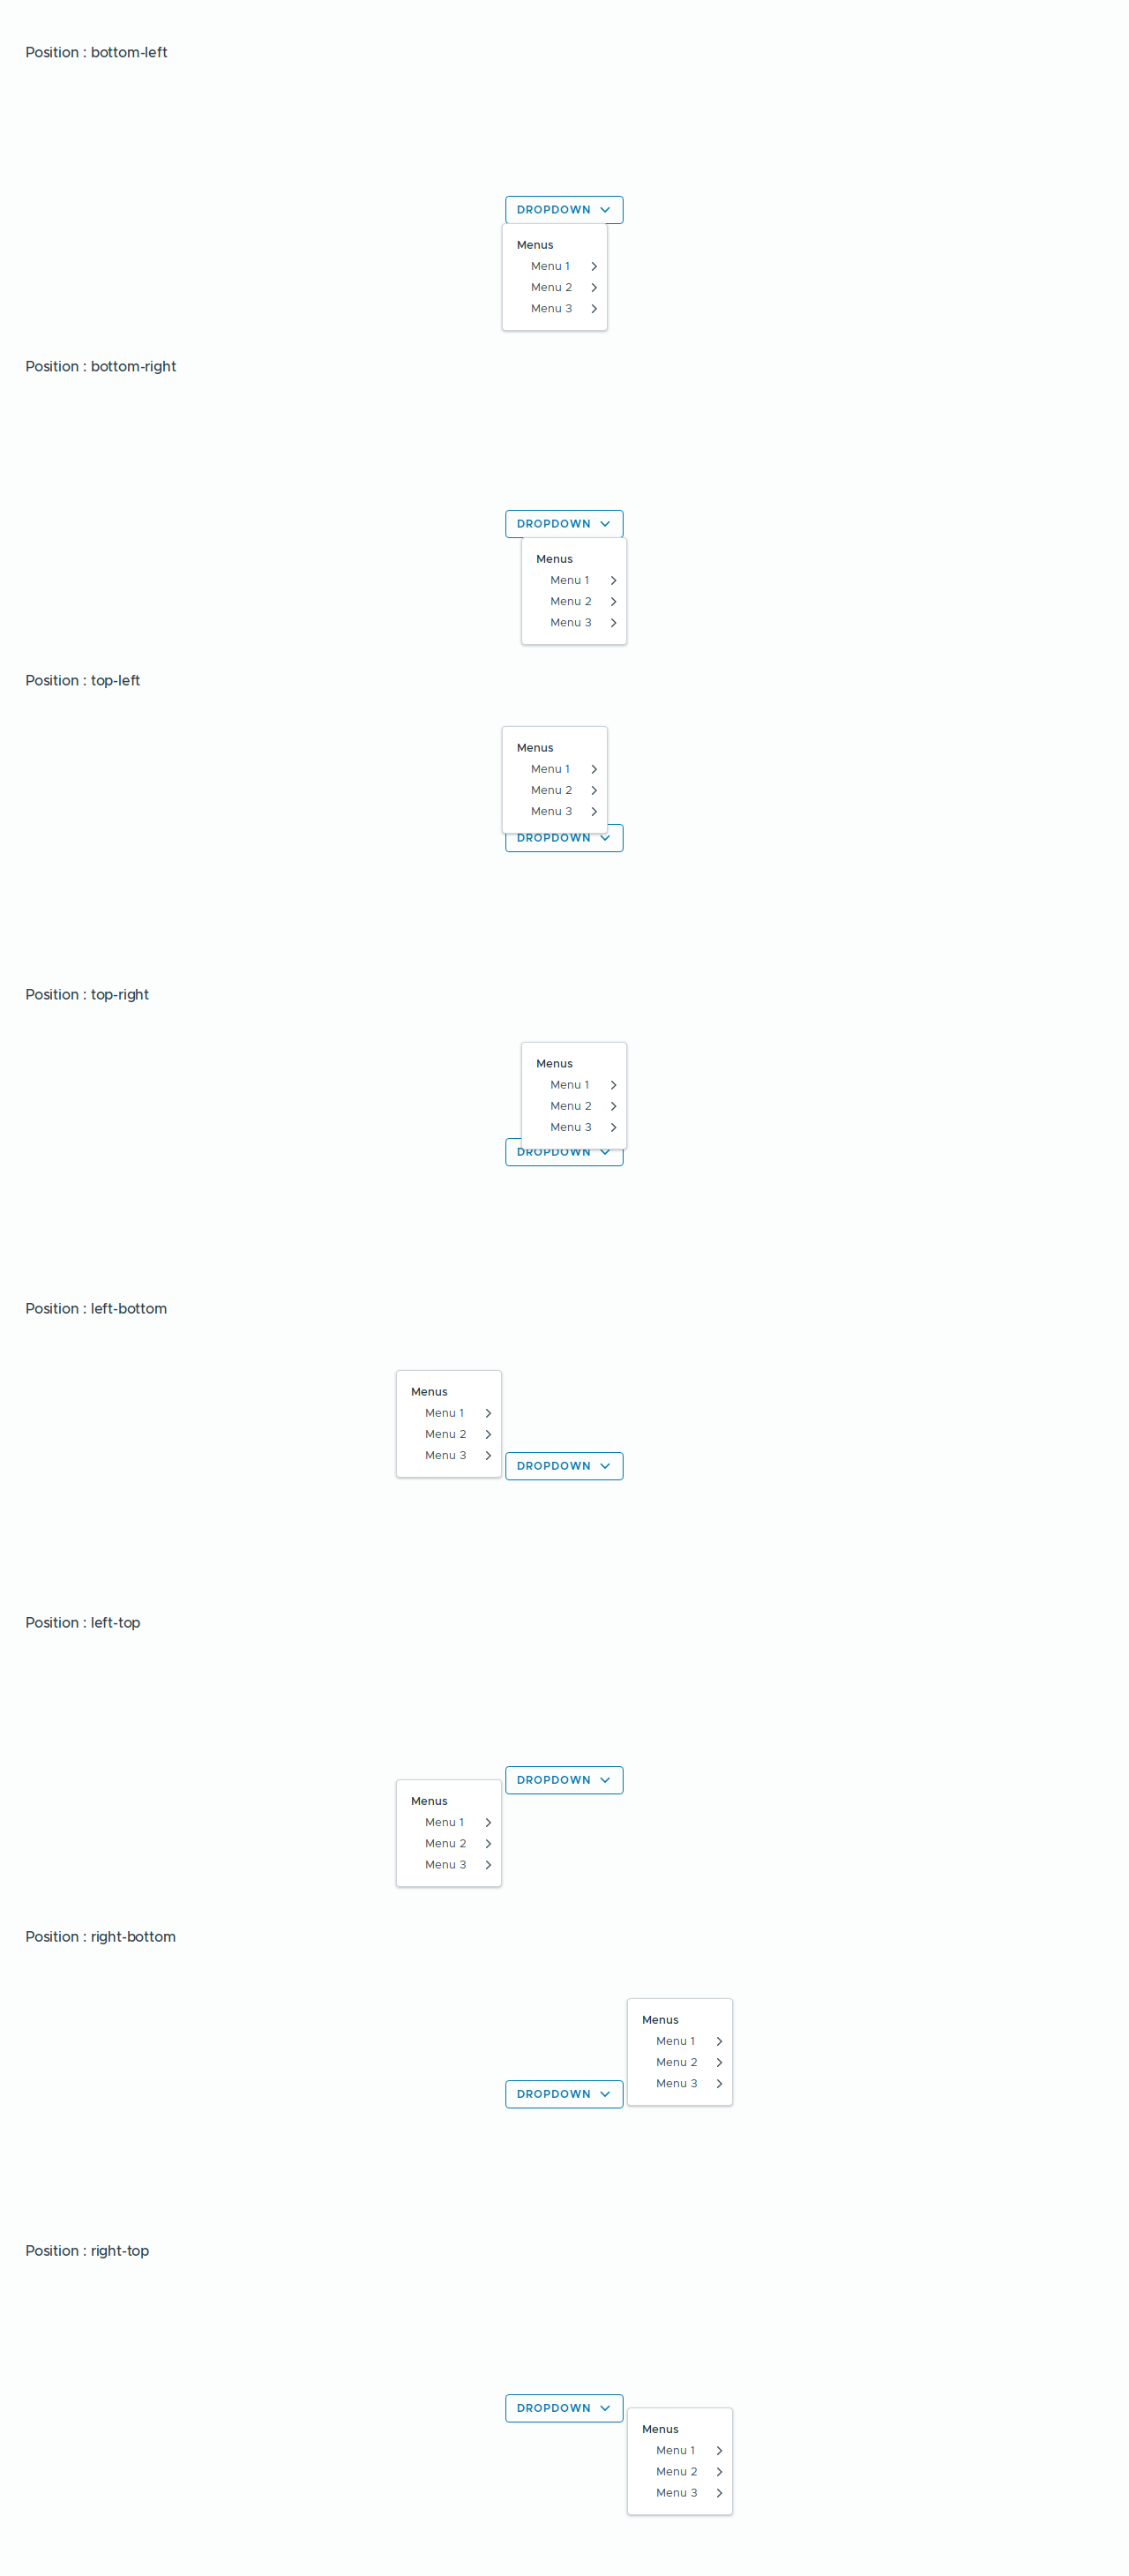 Position : bottom-left
DROPDOWN
Menus
Menu 1
Menu 2
Menu 3
Position : bottom-right
DROPDOWN
Menus
Menu 1
Menu 2
Menu 3
Position : top-left
Menus
Menu 1
Menu 2
Menu 3
DROPDOWN
Position : top-right
Menus
Menu 1
Menu 2
Menu 3
DROPDOWN
Position : left-bottom
Menus
Menu 1
Menu 2
Menu 3
DROPDOWN
Position : left-top
DROPDOWN
Menus
Menu 1
Menu 2
Menu 3
Position : right-bottom
Menus
Menu 1
Menu 2
Menu 3
DROPDOWN
Position : right-top
DROPDOWN
Menus
Menu 1
Menu 2
Menu 3